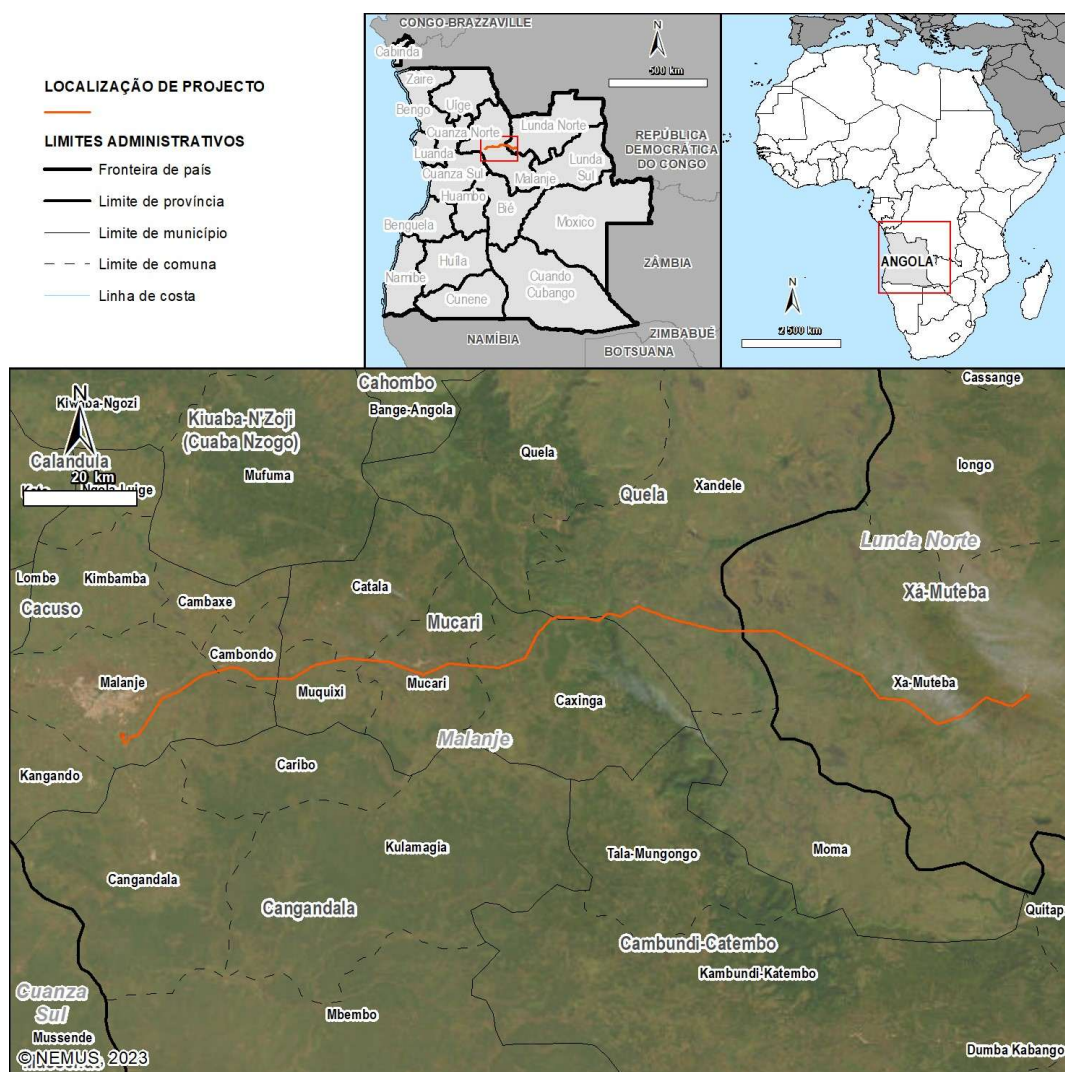 LOCALIZAÇÃO DE PROJECTO
LIMITES ADMINISTRATIVOS
Fronteira de país
Limite de província
Limite de município
Limite de comuna
Linha de costa
CONGO-BRAZZAVILLE
Cabinda
N
500 km
Zaire
Bengo
Uíge
Cuanza Norte
Lunda Norte
Luanda
REPÚBLICA
DEMOCRÁTICA
DO CONGO
Cuanza Sul
Malanje
Lunda
Sul
Huambo
Bié
Benguela
Moxico
Huíla
ZÂMBIA
Namibe
Cuando
Cubango
Cunene
NAMÍBIA
ZIMBABUÉ
BOTSUANA
ANGOLA
N
2 500 km
Kiwaba-Ngozi
N
Calandula
20 km
Kiuaba-N'Zoji
(Cuaba Nzogo)
Mufuma
Cahombo
Bange-Angola
Quela
Quela
Xandele
Cassange
Iongo
Lunda Norte
Xá-Muteba
Lombe
Kimbamba
Cacuso
Cambaxe
Catala
Mucari
Cambondo
Malanje
Muquixi
Mucari
Caxinga
Xa-Muteba
Malanje
Kangando
Caribo
Kulamagia
Tala-Mungongo
Moma
Cangandala
Cangandala
Quitap
Cambundi-Catembo
Kambundi-Katembo
Cuanza
Sul
Mbembo
Mussende
Dumba Kabango
© NEMUS, 2023